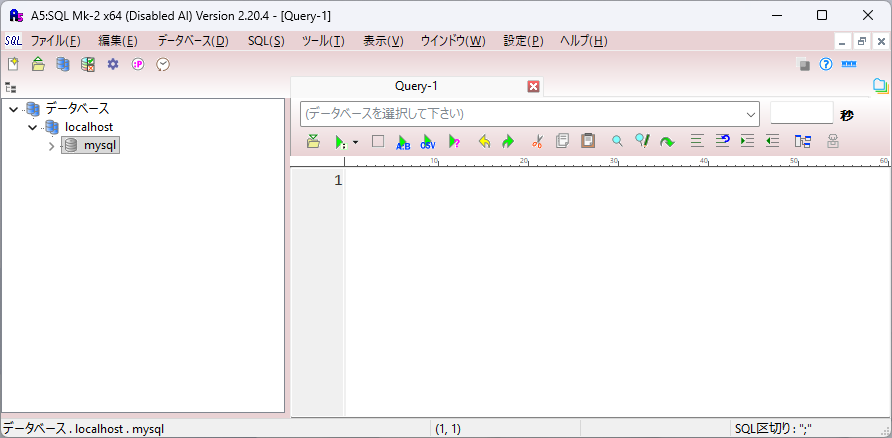 A5:SQL Mk-2 x64 (Disabled AI) Version 2.20.4 - [Query-1]
SQL ファイル(F) 編集(E) データベース(D) SQL(S) ツール(T) 表示(V) ウインドウ(W) 設定(P) ヘルプ(H)
Query-1
データベース
(データベースを選択して下さい) 秒
localhost
mysql
A:B CSV
10 20 30 40 50 60
1
データベース . localhost . mysql (1, 1) SQL区切り : ";"